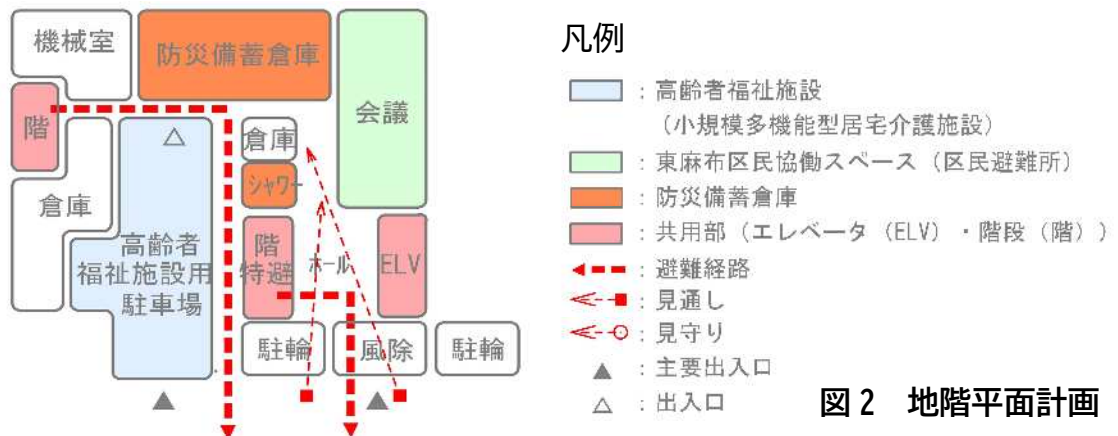 機械室
防災備蓄倉庫
会議
階
倉庫
倉庫
シャワー
高齢者
福祉施設用
駐車場
階
特避
ホール
ELV
駐輪
風除
駐輪
凡例
：高齢者福祉施設
（小規模多機能型居宅介護施設）
：東麻布区民協働スペース（区民避難所）
：防災備蓄倉庫
：共用部（エレベータ（ELV）・階段（階））
：避難経路
：見通し
：見守り
：主要出入口
：出入口
図２ 地階平面計画